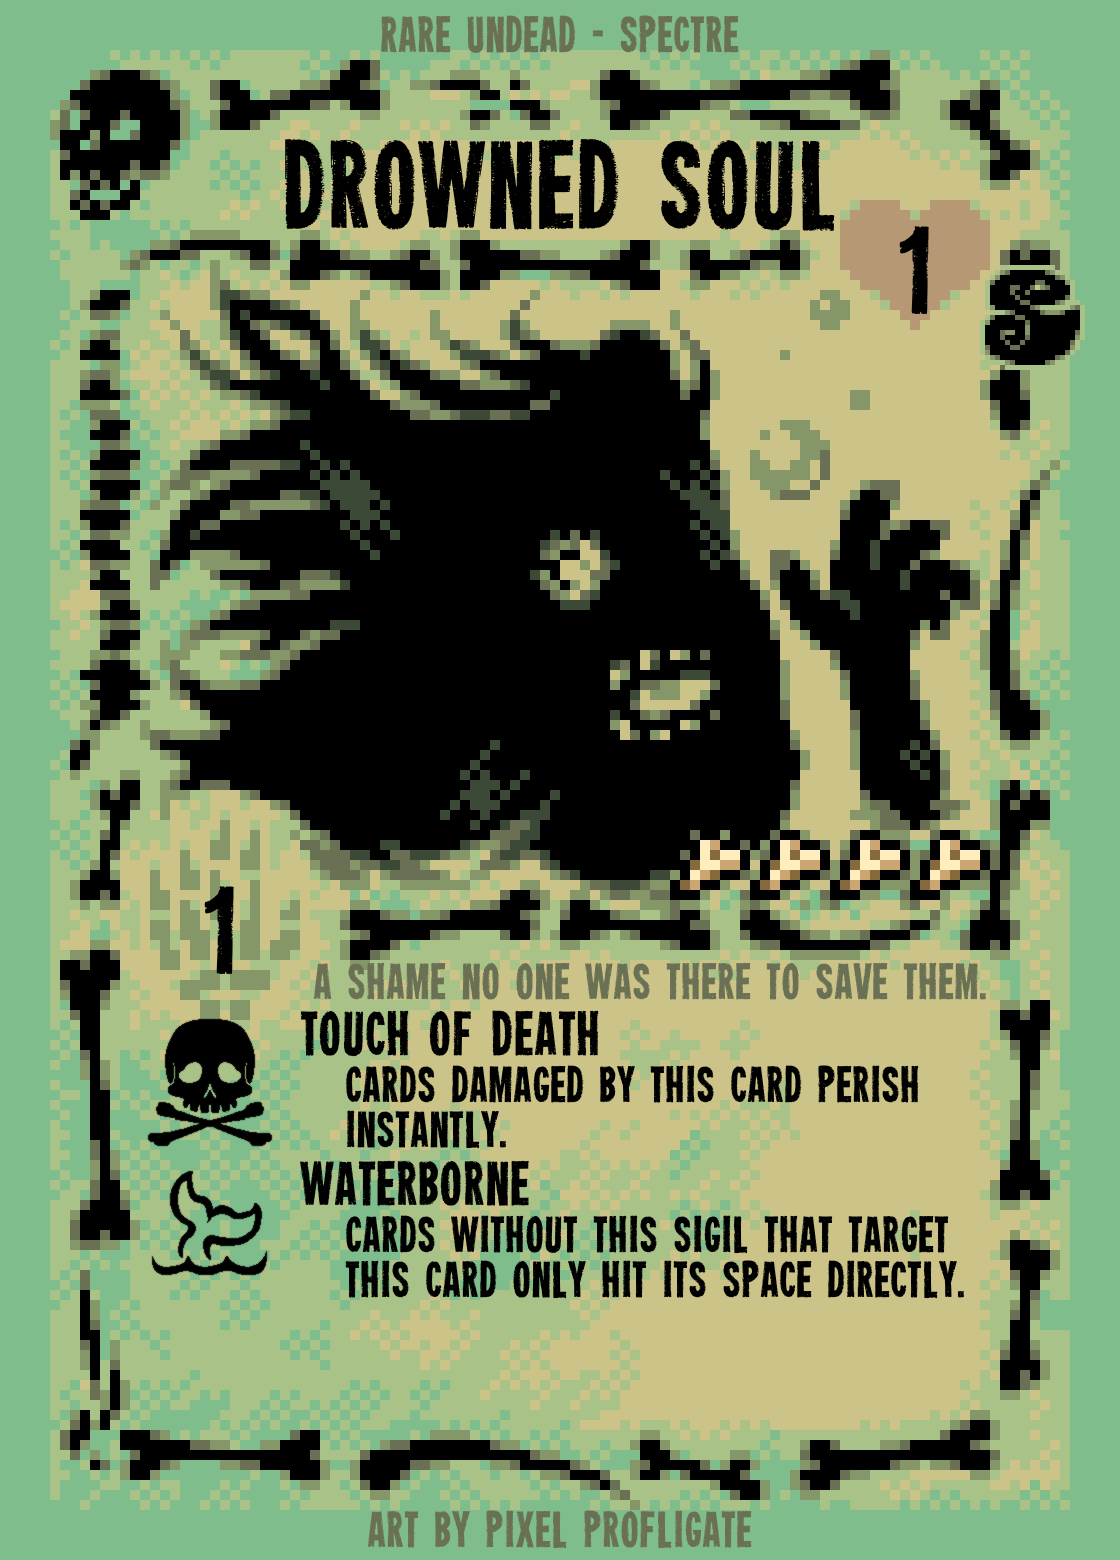 RARE UNDEAD - SPECTRE
DROWNED SOUL
1
1
A SHAME NO ONE WAS THERE TO SAVE THEM.
TOUCH OF DEATH
CARDS DAMAGED BY THIS CARD PERISH
INSTANTLY.
WATERBORNE
CARDS WITHOUT THIS SIGIL THAT TARGET
THIS CARD ONLY HIT ITS SPACE DIRECTLY.
ART BY PIXEL PROFLIGATE